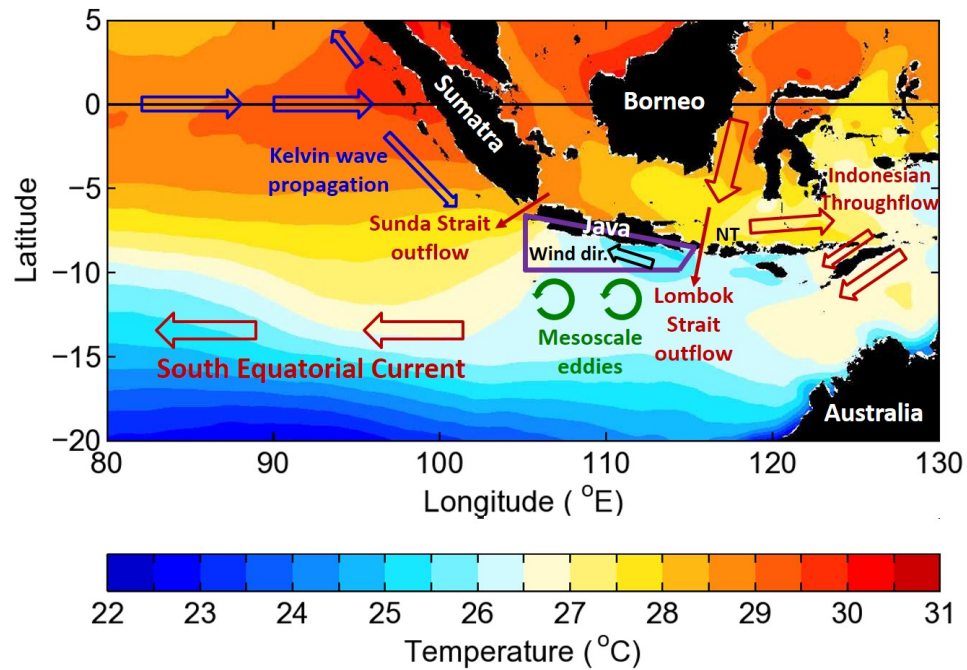 5
0
−5
−10
−15
−20
Latitude
Sumatra
Borneo
Kelvin wave
propagation
Indonesian
Throughflow
Sunda Strait
outflow
Java
NT
Wind dir.
Lombok
Strait
outflow
Mesoscale
eddies
South Equatorial Current
Australia
80
90
100
110
120
130
Longitude ( °E)
22
23
24
25
26
27
28
29
30
31
Temperature ( °C)